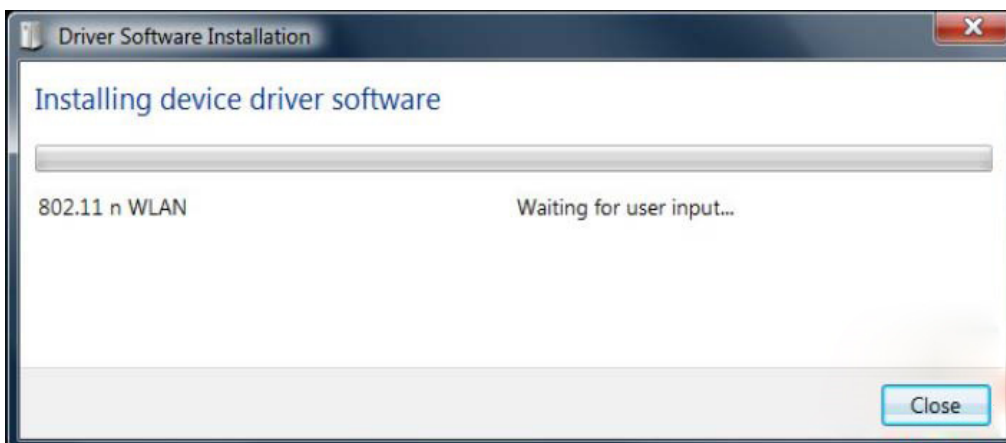 Driver Software Installation
Installing device driver software
802.11 n WLAN Waiting for user input...
Close